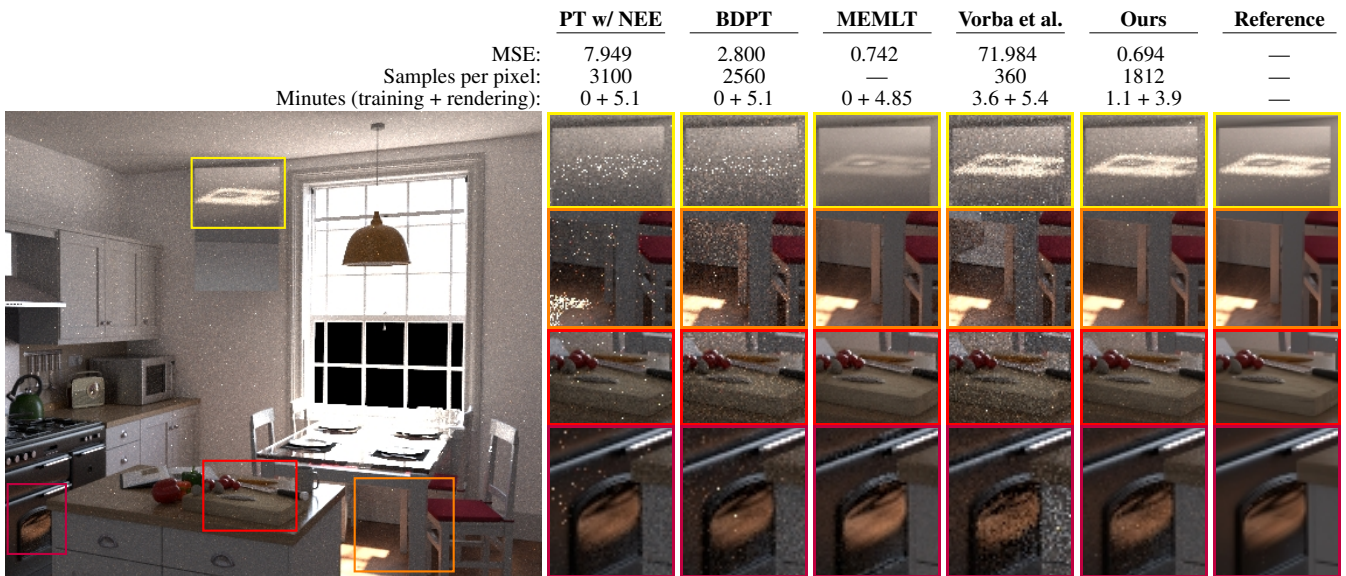 PT w/ NEE BDPT MEMLT Vorba et al. Ours Reference
MSE: 7.949 2.800 0.742 71.984 0.694 —
Samples per pixel: 3100 2560 — 360 1812 —
Minutes (training + rendering): 0 + 5.1 0 + 5.1 0 + 4.85 3.6 + 5.4 1.1 + 3.9 —